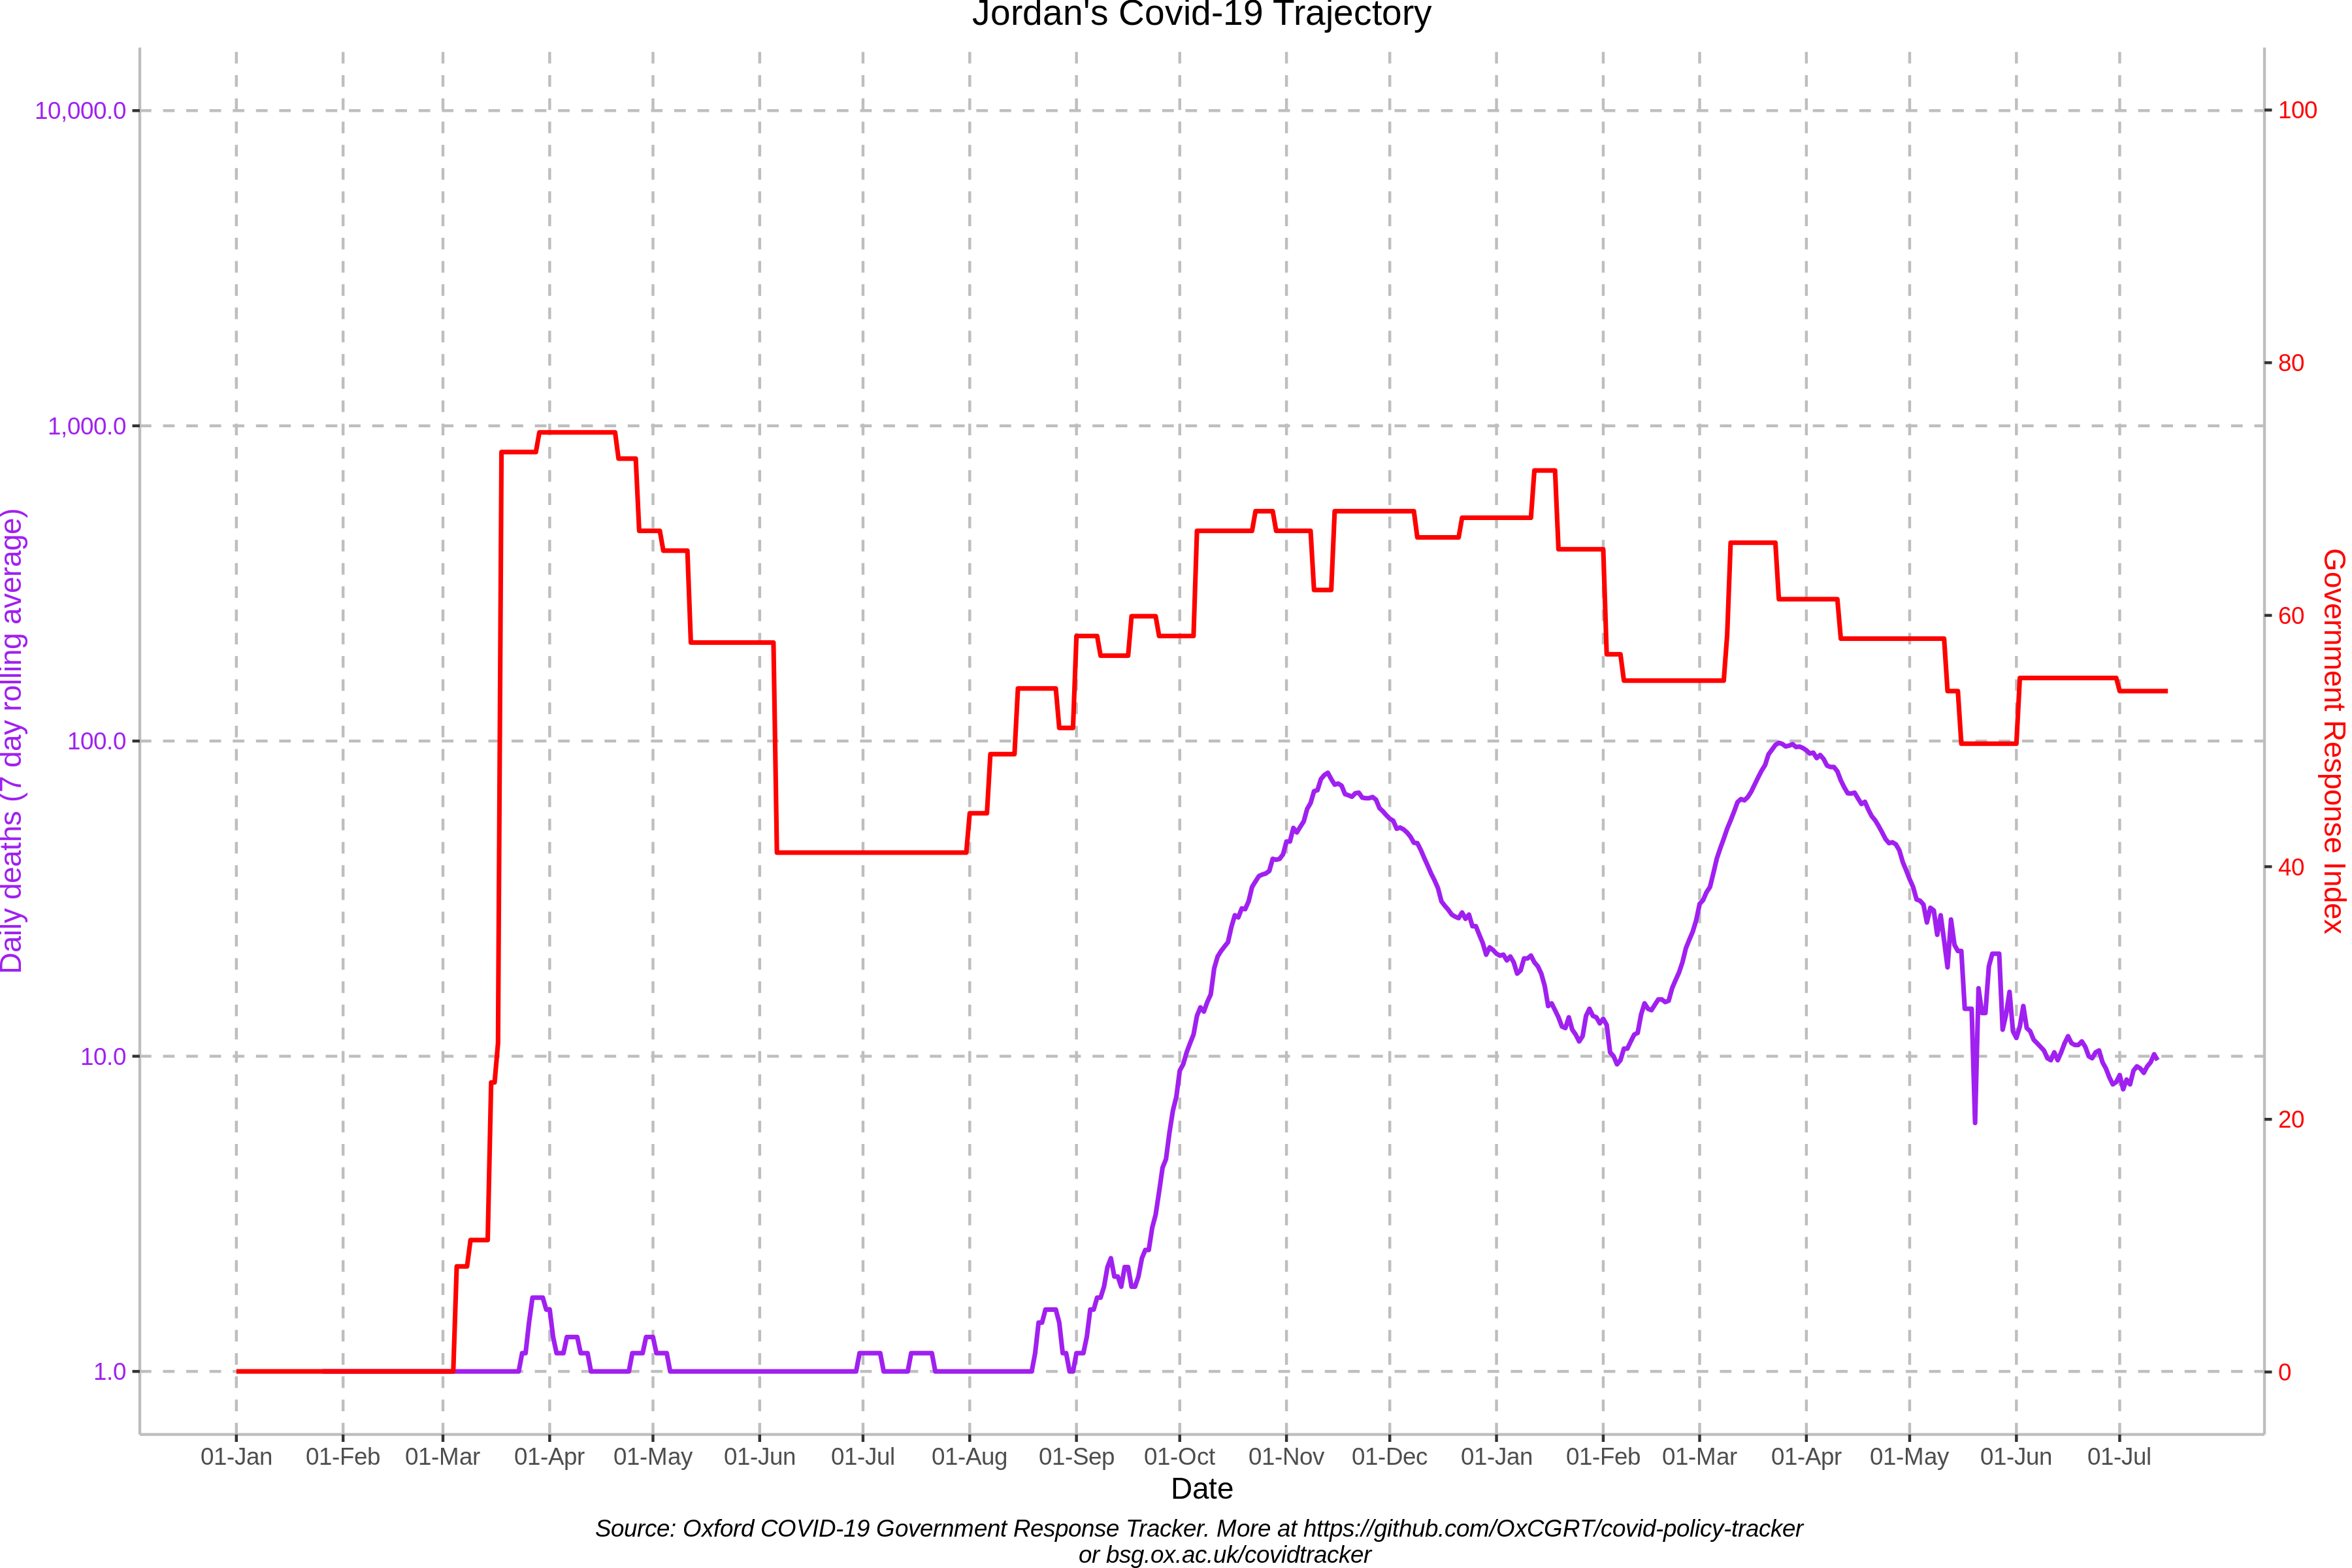 Jordan's Covid-19 Trajectory
10,000.0
1,000.0
100.0
10.0
1.0
Daily deaths (7 day rolling average)
100
80
60
40
20
0
Government Response Index
01-Jan 01-Feb 01-Mar 01-Apr 01-May 01-Jun 01-Jul 01-Aug 01-Sep 01-Oct 01-Nov 01-Dec 01-Jan 01-Feb 01-Mar 01-Apr 01-May 01-Jun 01-Jul
Date
Source: Oxford COVID-19 Government Response Tracker. More at https://github.com/OxCGRT/covid-policy-tracker
or bsg.ox.ac.uk/covidtracker